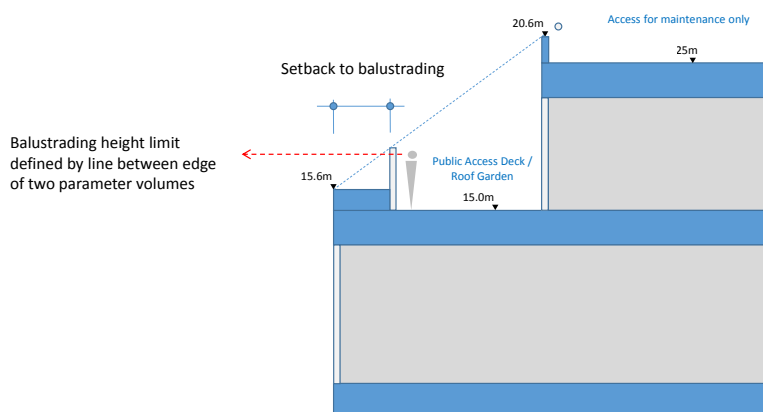 20.6m
Access for maintenance only
25m
Setback to balustrading
Balustrading height limit
defined by line between edge
of two parameter volumes
15.6m
Public Access Deck /
Roof Garden
15.0m